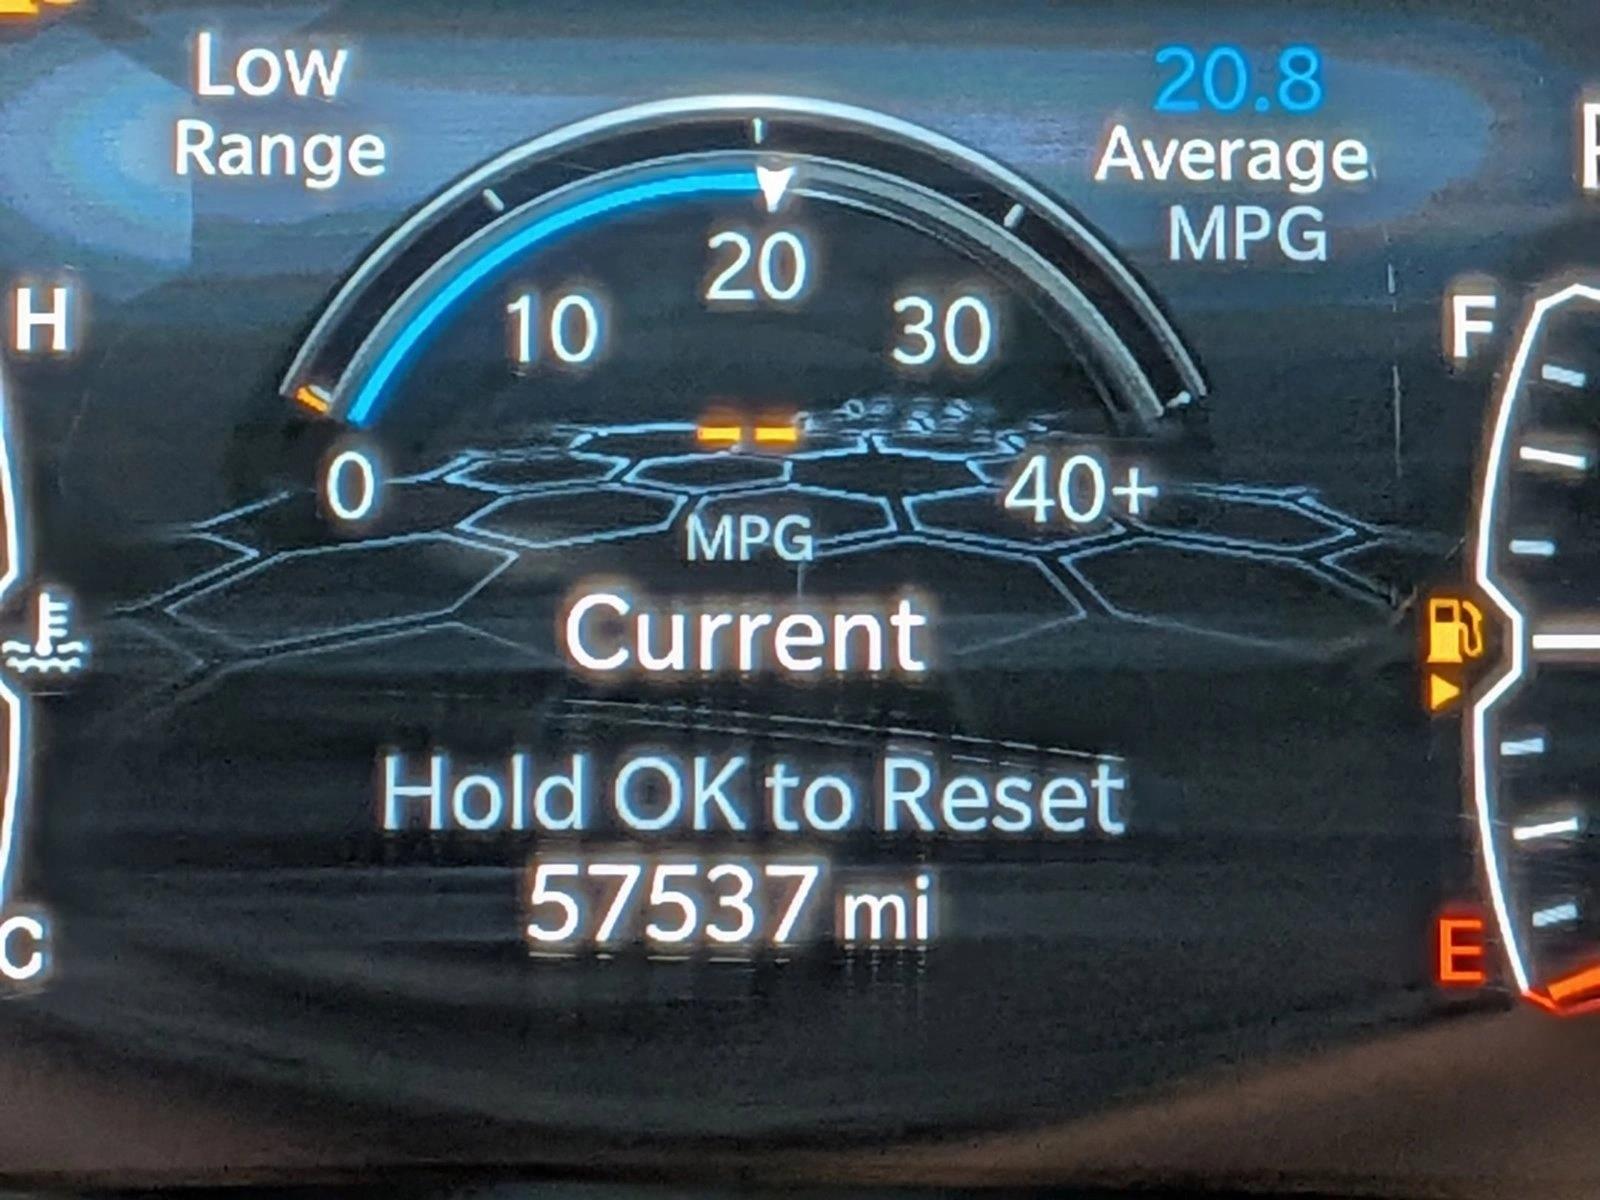 Low
Range
20.8
Average
MPG
H
F
10
20
30
0
40+
MPG
Current
Hold OK to Reset
57537 mi
C
E